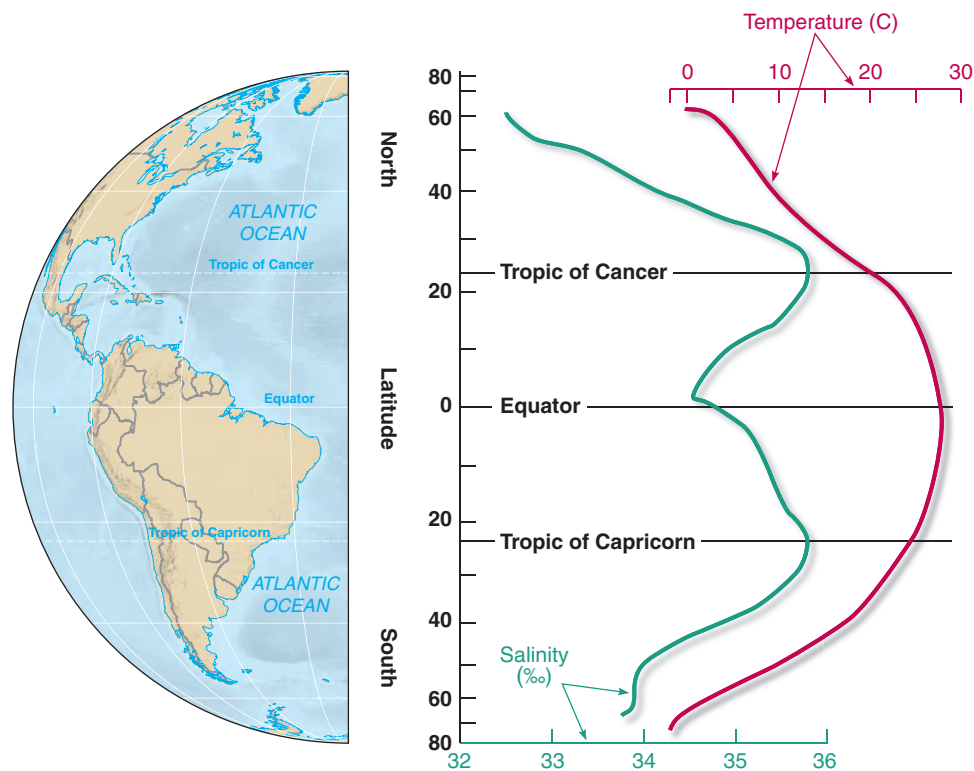 Temperature (C)
0 10 20 30
80
60
40
20
0
20
40
60
80
North
Latitude
South
ATLANTIC
OCEAN
Tropic of Cancer
Equator
Tropic of Capricorn
ATLANTIC
OCEAN
Tropic of Cancer
Equator
Tropic of Capricorn
Salinity
(‰)
32 33 34 35 36